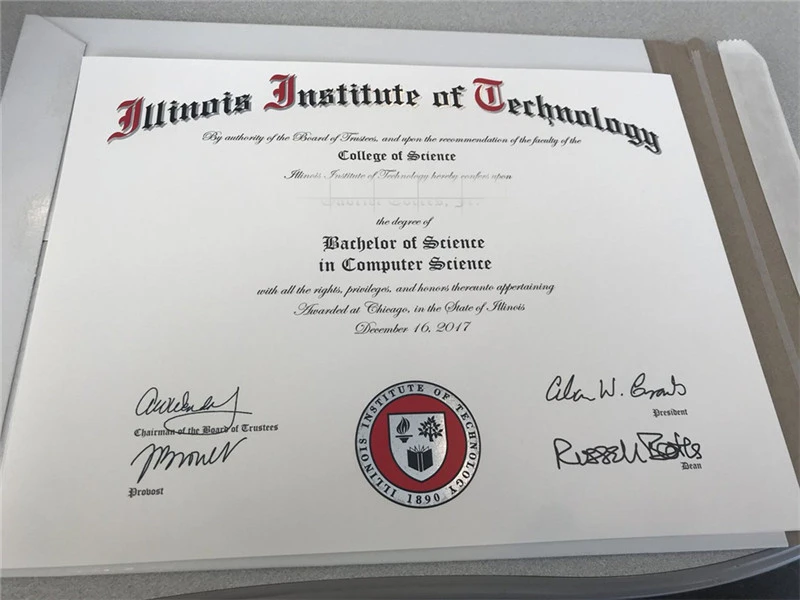 Illinois Institute of Technology
By authority of the Board of Trustees, and upon the recommendation of the faculty of the
College of Science
Illinois Institute of Technology hereby confers upon
the degree of
Bachelor of Science
in Computer Science
with all the rights, privileges, and honors thereunto appertaining
Awarded at Chicago, in the State of Illinois
December 16, 2017
Chairman of the Board of Trustees
Provost
Alan W.
President
Russell
Dean
ILLINOIS INSTITUTE OF TECHNOLOGY
1890